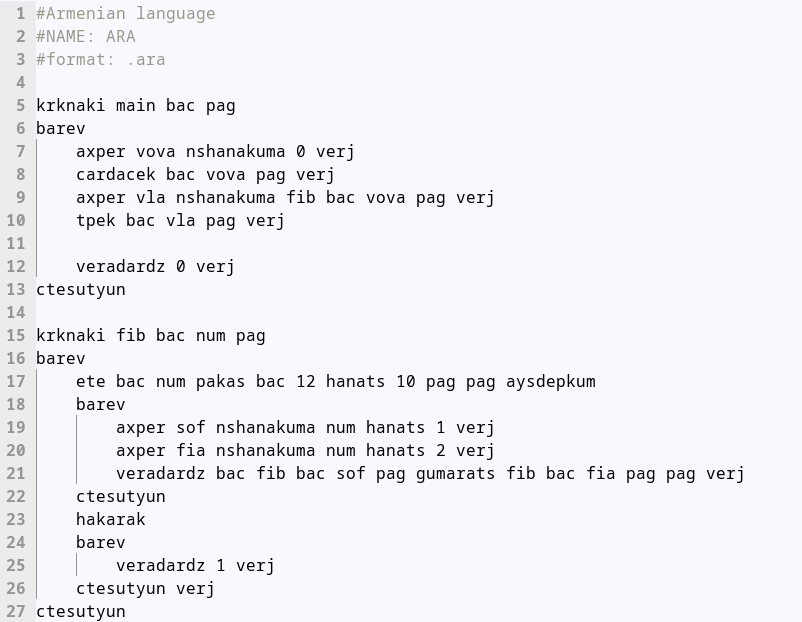 1 #Armenian language
2 #NAME: ARA
3 #format: .ara
4
5 krknaki main bac pag
6 barev
7 axper vova nshanakuma 0 verj
8 cardacek bac vova pag verj
9 axper vla nshanakuma fib bac vova pag verj
10 tpek bac vla pag verj
11
12 veradardz 0 verj
13 ctesutyun
14
15 krknaki fib bac num pag
16 barev
17 ete bac num pakas bac 12 hanats 10 pag pag aysdepkum
18 barev
19 axper sof nshanakuma num hanats 1 verj
20 axper fia nshanakuma num hanats 2 verj
21 veradardz bac fib bac sof pag gumarats fib bac fia pag pag verj
22 ctesutyun
23 hakarak
24 barev
25 veradardz 1 verj
26 ctesutyun verj
27 ctesutyun